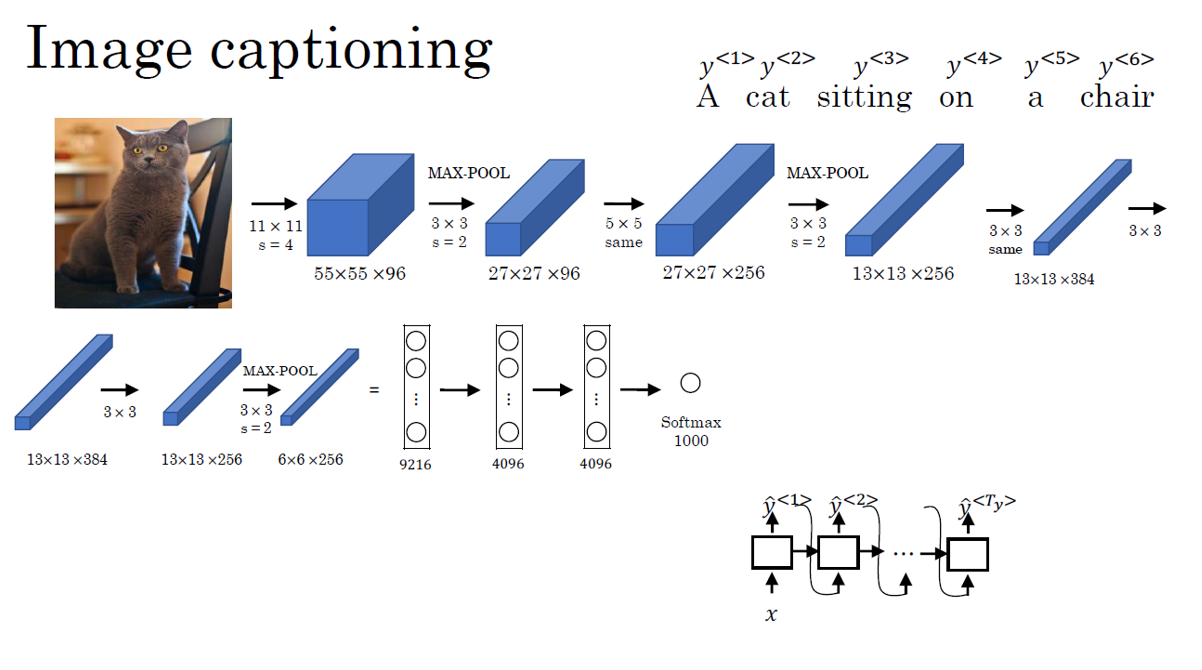 Image captioning
y<1> y<2> y<3> y<4> y<5> y<6>
A cat sitting on a chair
MAX-POOL MAX-POOL
11 × 11 3 × 3 5 × 5 3 × 3 3 × 3 3 × 3
s = 4 s = 2 same s = 2 same
55×55 ×96 27×27 ×96 27×27 ×256 13×13 ×256 13×13 ×384
MAX-POOL
=
3 × 3 3 × 3
s = 2
Softmax
1000
13×13 ×384 13×13 ×256 6×6 ×256 9216 4096 4096
ŷ<1> ŷ<2> ŷ<Ty>
...
x